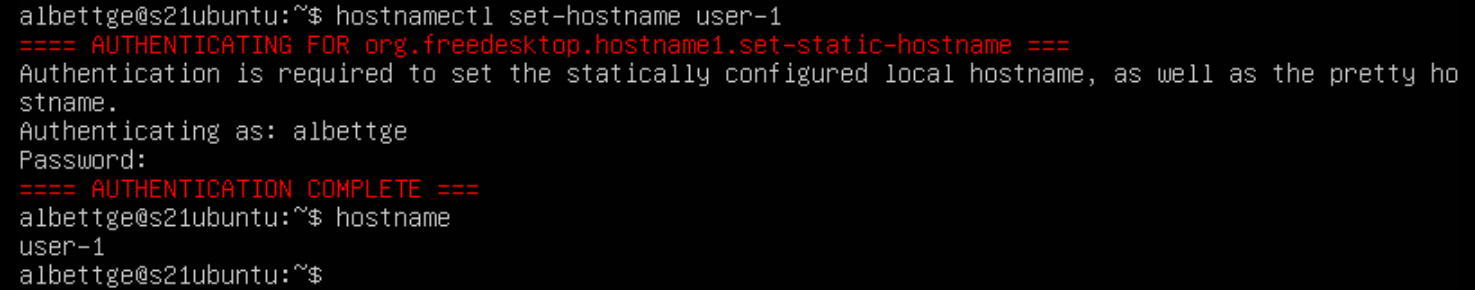 albettge@s21ubuntu:~$ hostnamectl set-hostname user-1
==== AUTHENTICATING FOR org.freedesktop.hostname1.set-static-hostname ===
Authentication is required to set the statically configured local hostname, as well as the pretty ho
stname.
Authenticating as: albettge
Password:
==== AUTHENTICATION COMPLETE ===
albettge@s21ubuntu:~$ hostname
user-1
albettge@s21ubuntu:~$